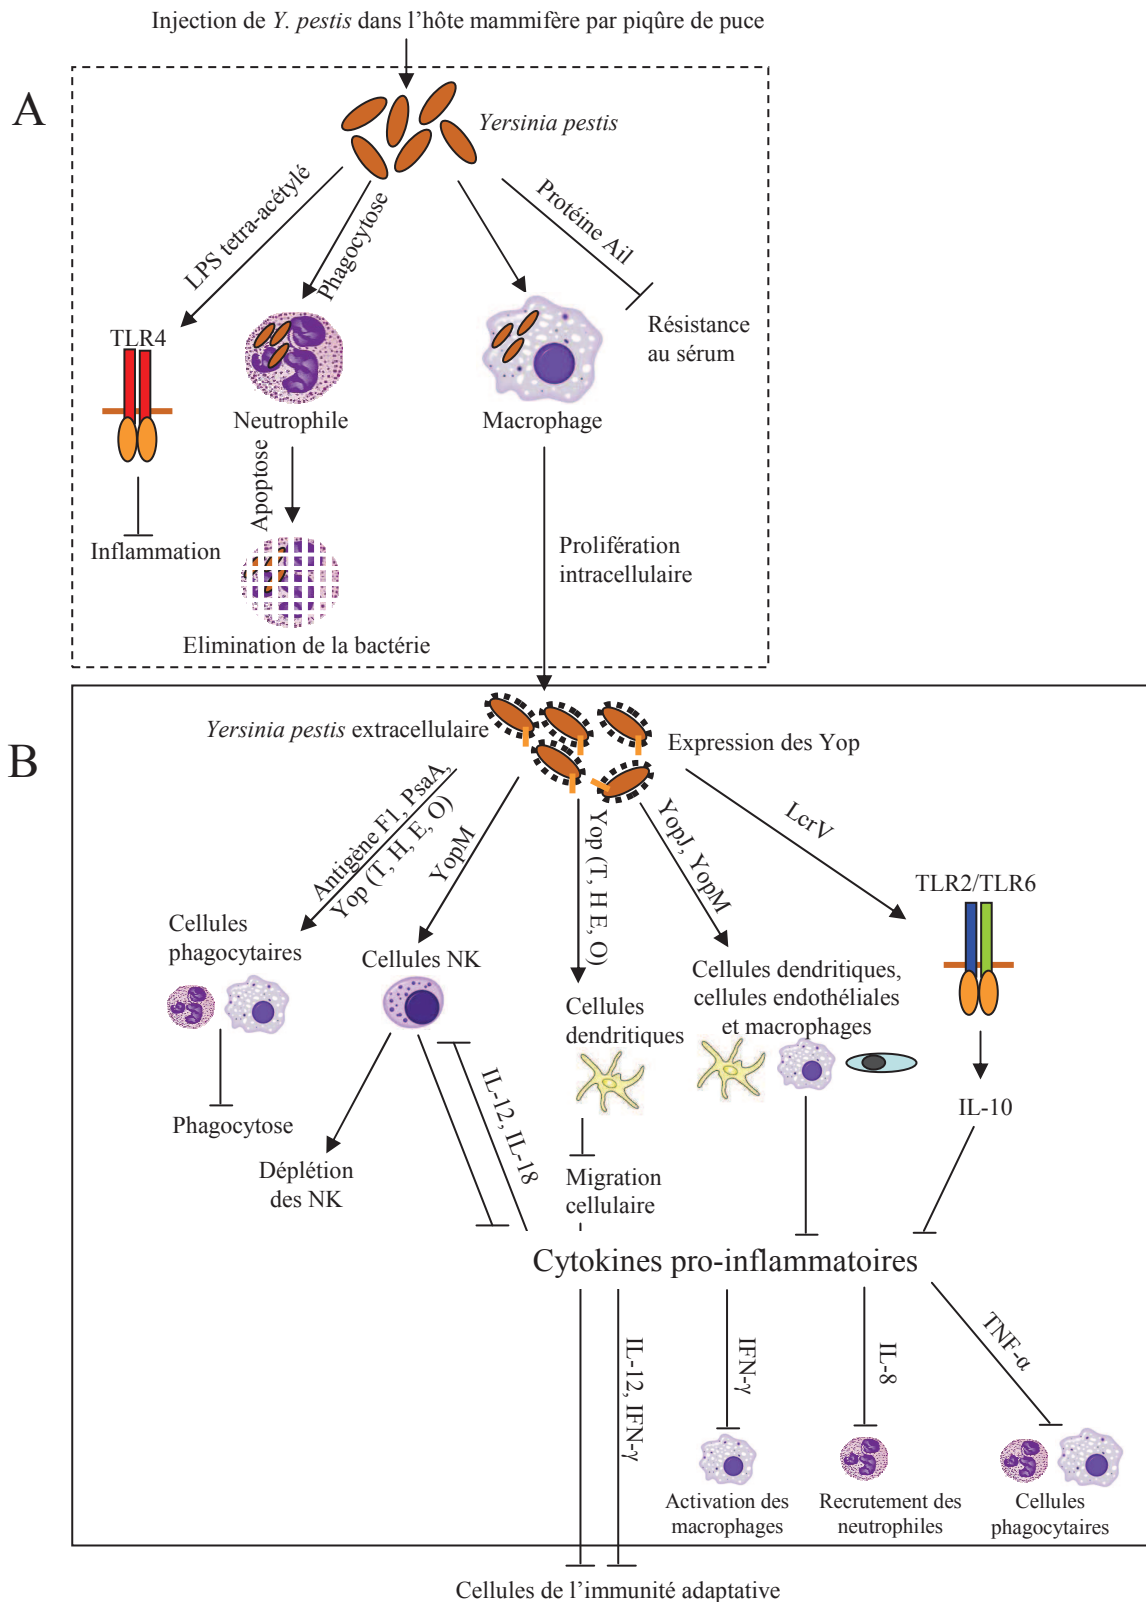 Injection de Y. pestis dans l’hôte mammifère par piqûre de puce
A
Yersinia pestis
LPS tetra-acétylé
Phagocytose
Protéine Ail
TLR4
Résistance
au sérum
Neutrophile
Macrophage
Apoptose
Inflammation
Prolifération
intracellulaire
Elimination de la bactérie
B
Yersinia pestis extracellulaire
Expression des Yop
Antigène F1, PsaA,
Yop (T, H, E, O)
YopM
Yop (T, H E, O)
YopJ, YopM
LcrV
TLR2/TLR6
Cellules
phagocytaires
Cellules NK
Cellules
dendritiques
Cellules dendritiques,
cellules endothéliales
et macrophages
IL-10
Phagocytose
Déplétion
des NK
IL-12, IL-18
Migration
cellulaire
Cytokines pro-inflammatoires
IL-12, IFN-γ
IFN-γ
IL-8
TNF-α
Activation des
macrophages
Recrutement des
neutrophiles
Cellules
phagocytaires
Cellules de l’immunité adaptative